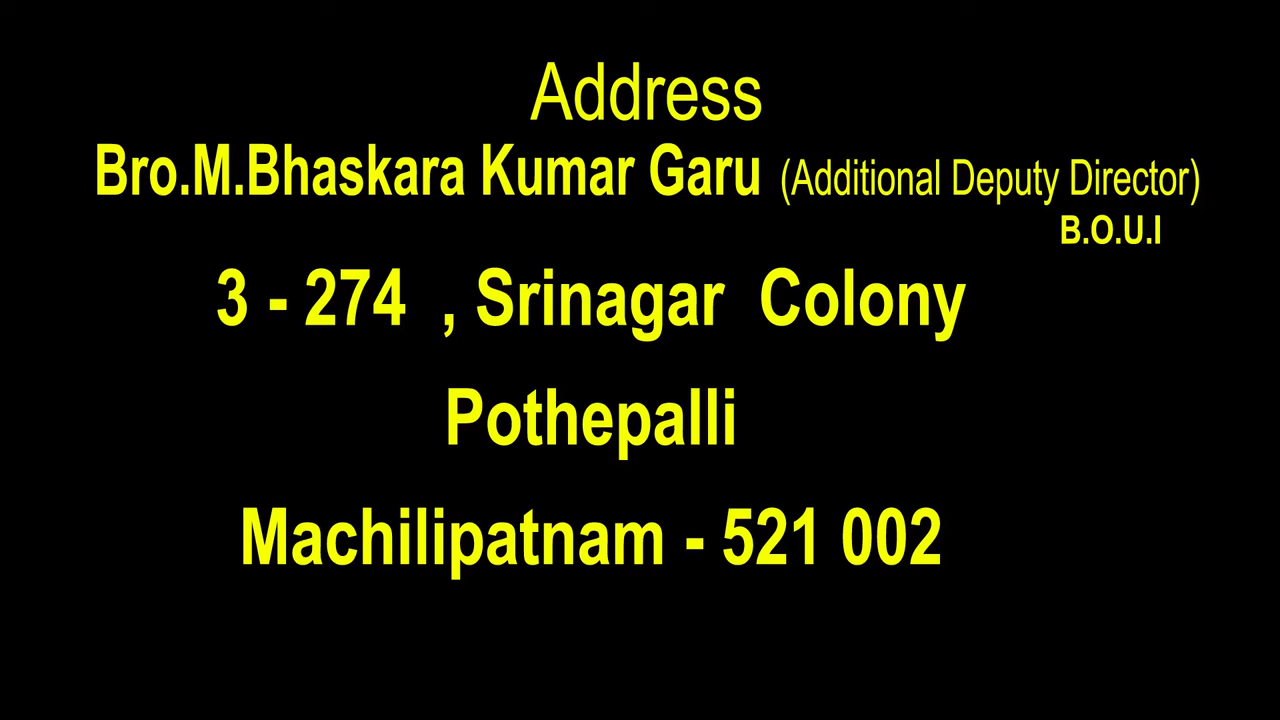 Address
Bro.M.Bhaskara Kumar Garu (Additional Deputy Director)
B.O.U.I
3 - 274 , Srinagar Colony
Pothepalli
Machilipatnam - 521 002